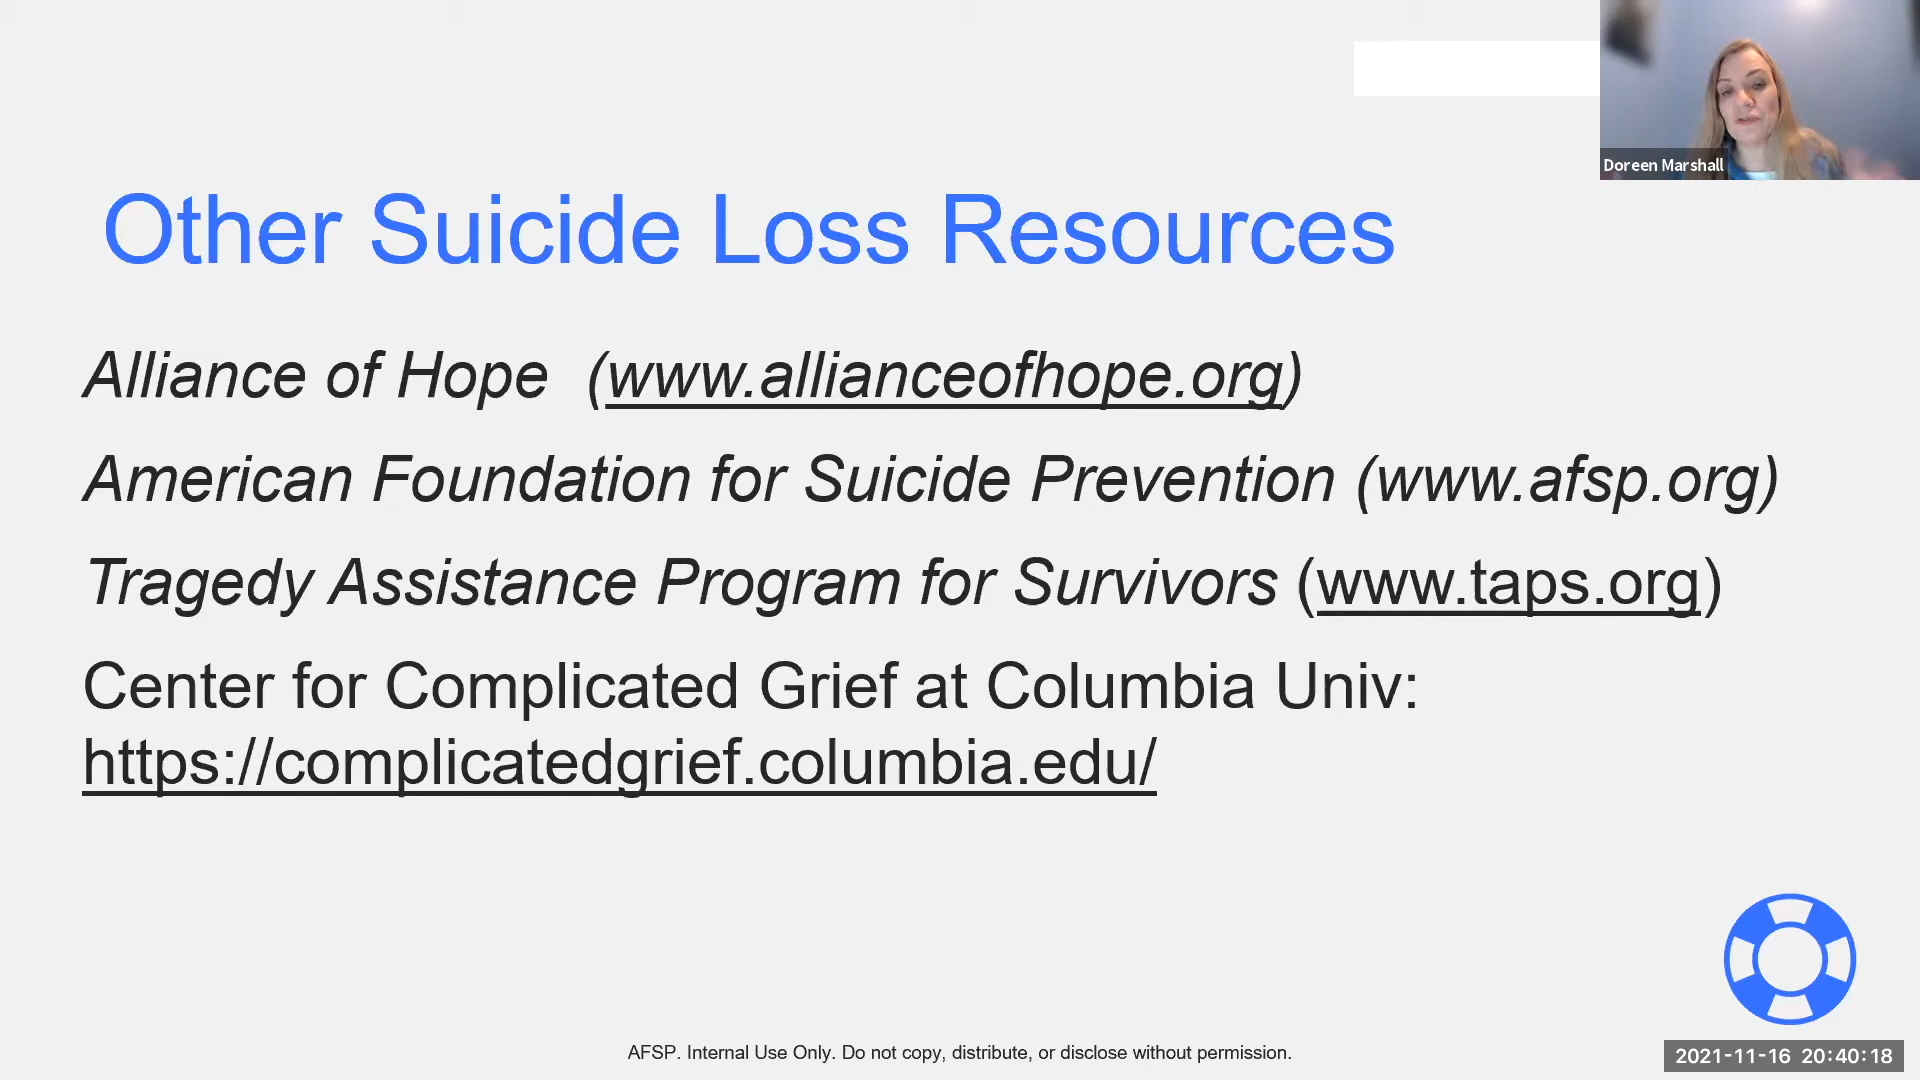 Doreen Marshall
Other Suicide Loss Resources
Alliance of Hope (www.allianceofhope.org)
American Foundation for Suicide Prevention (www.afsp.org)
Tragedy Assistance Program for Survivors (www.taps.org)
Center for Complicated Grief at Columbia Univ:
https://complicatedgrief.columbia.edu/
AFSP. Internal Use Only. Do not copy, distribute, or disclose without permission.
2021-11-16 20:40:18